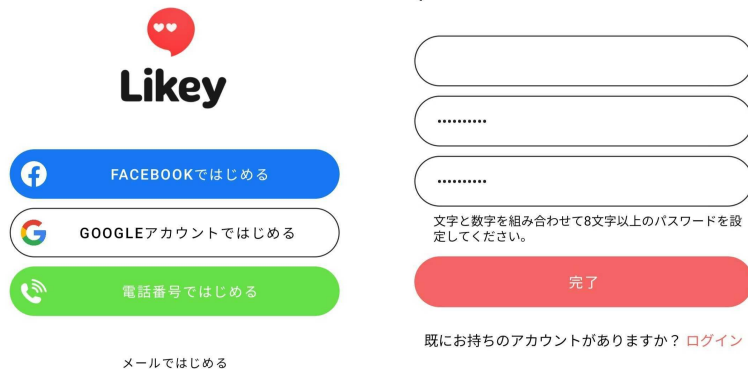 Likey
FACEBOOKではじめる
GOOGLEアカウントではじめる
電話番号ではじめる
メールではじめる
文字と数字を組み合わせて8文字以上のパスワードを設
定してください。
完了
既にお持ちのアカウントがありますか？ ログイン